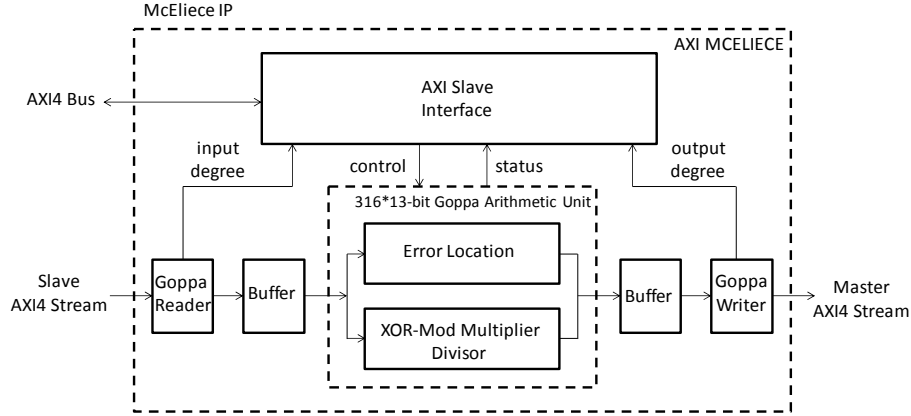 McEliece IP
AXI MCELIECE
AXI4 Bus
AXI Slave
Interface
input
degree
control
status
output
degree
316*13-bit Goppa Arithmetic Unit
Error Location
Slave
AXI4 Stream
Goppa
Reader
Buffer
XOR-Mod Multiplier
Divisor
Buffer
Goppa
Writer
Master
AXI4 Stream